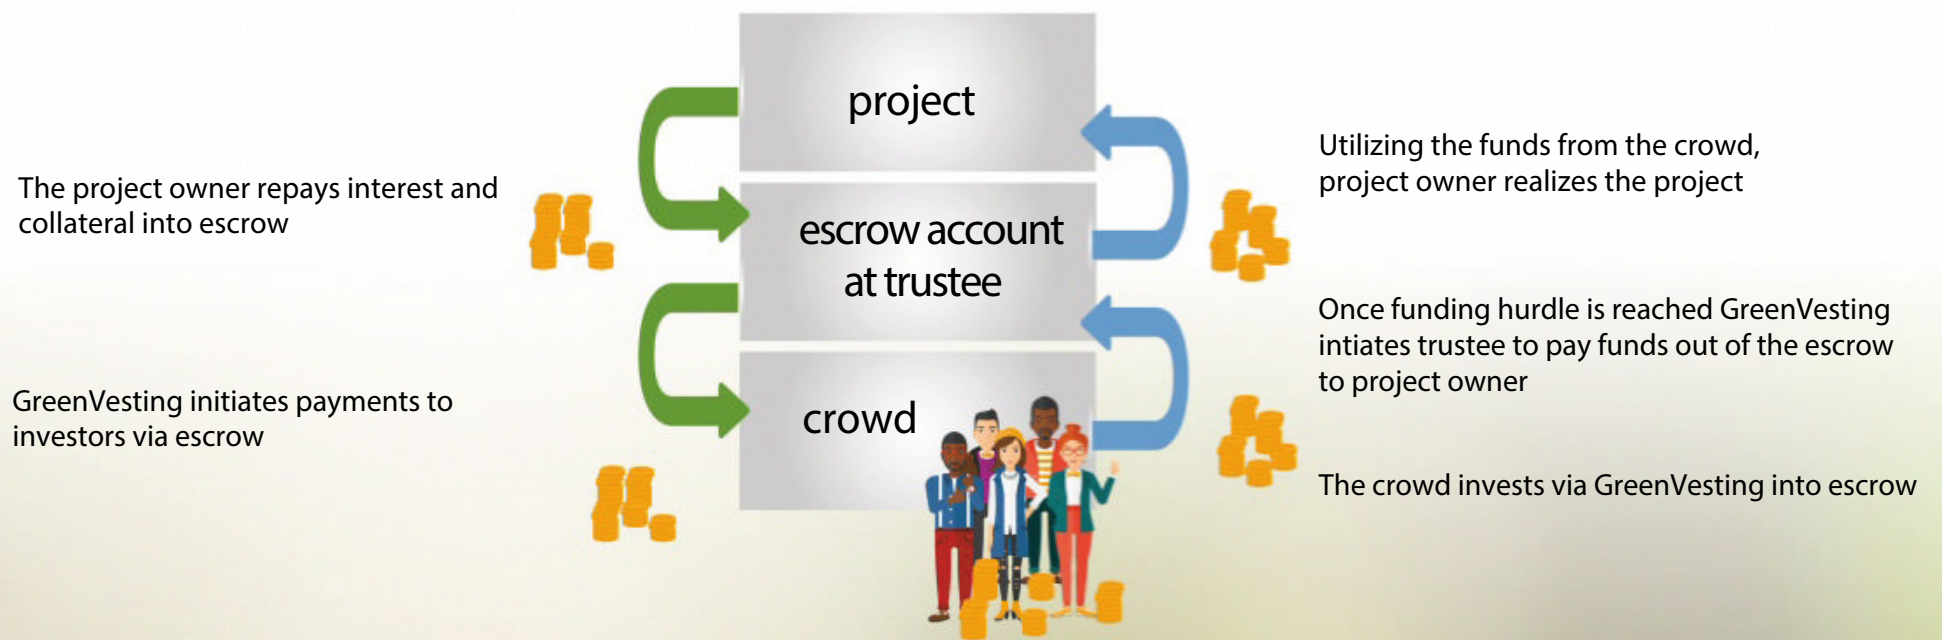 project
escrow account
at trustee
crowd
The project owner repays interest and
collateral into escrow
GreenVesting initiates payments to
investors via escrow
Utilizing the funds from the crowd,
project owner realizes the project
Once funding hurdle is reached GreenVesting
intiates trustee to pay funds out of the escrow
to project owner
The crowd invests via GreenVesting into escrow